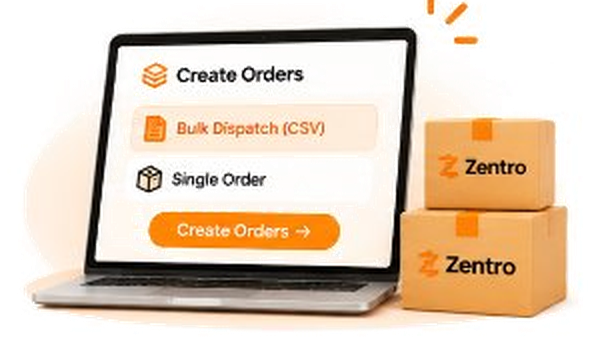 Create Orders
Bulk Dispatch (CSV)
Single Order
Create Orders →
Zentro
Zentro